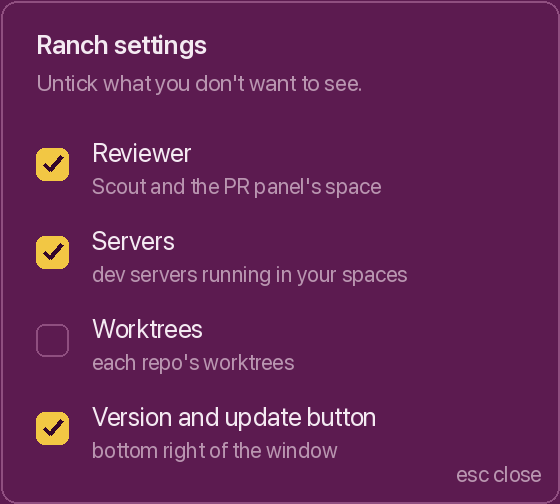 Ranch settings
Untick what you don't want to see.
Reviewer
Scout and the PR panel's space
Servers
dev servers running in your spaces
Worktrees
each repo's worktrees
Version and update button
bottom right of the window
esc close